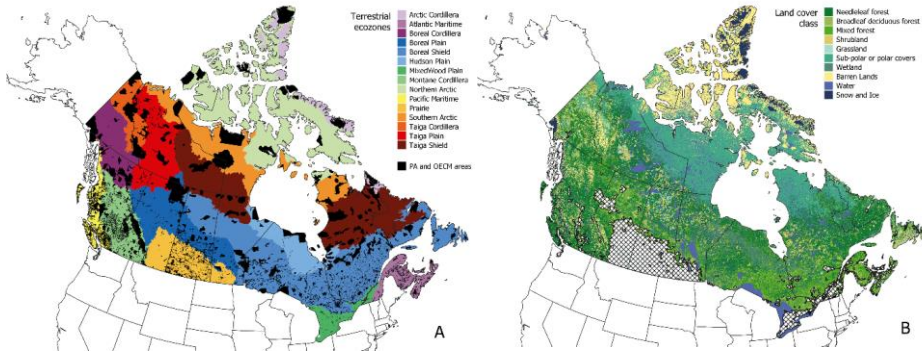 Terrestrial
ecozones
Arctic Cordillera
Atlantic Maritime
Boreal Cordillera
Boreal Plain
Boreal Shield
Hudson Plain
MixedWood Plain
Montane Cordillera
Northern Arctic
Pacific Maritime
Prairie
Southern Arctic
Taiga Cordillera
Taiga Plain
Taiga Shield
PA and OECM areas
A
Land cover
class
Needleleaf forest
Breadleaf deciduous forest
Mixed forest
Shrubland
Grassland
Sub-polar or polar covers
Wetland
Barren Lands
Water
Snow and Ice
B